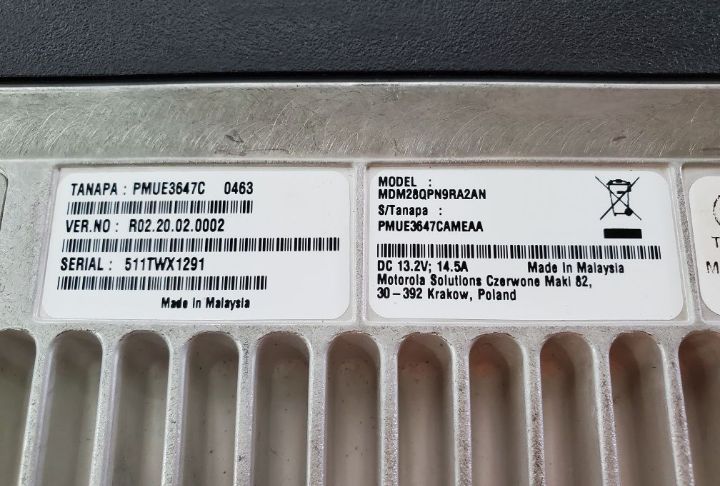 TANAPA : PMUE3647C 0463
VER.NO : R02.20.02.0002
SERIAL : 511TWX1291
Made in Malaysia
MODEL :
MDM28QPN9RA2AN
S/Tanapa :
PMUE3647CAMEAA
DC 13.2V; 14.5A Made In Malaysia
Motorola Solutions Czerwone Maki 82,
30-392 Krakow, Poland